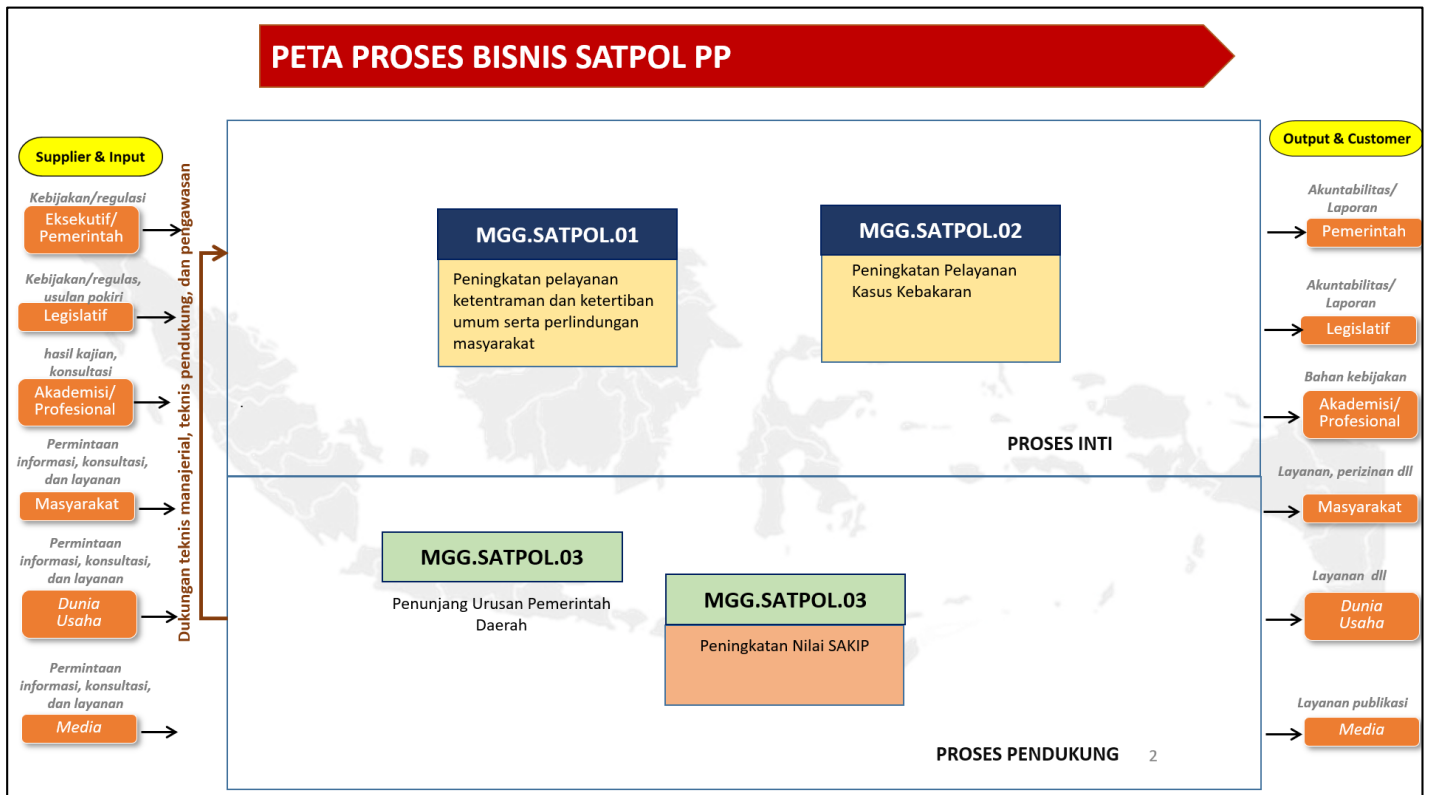 PETA PROSES BISNIS SATPOL PP
Supplier & Input
Kebijakan/regulasi
Eksekutif/
Pemerintah
Kebijakan/regulas,
usulan pokiri
Legislatif
hasil kajian,
konsultasi
Akademisi/
Profesional
Permintaan
informasi, konsultasi,
dan layanan
Masyarakat
Permintaan
informasi, konsultasi,
dan layanan
Dunia
Usaha
Permintaan
informasi, konsultasi,
dan layanan
Media
Dukungan teknis manajerial, teknis pendukung, dan pengawasan
MGG.SATPOL.01
Peningkatan pelayanan
ketentraman dan ketertiban
umum serta perlindungan
masyarakat
MGG.SATPOL.02
Peningkatan Pelayanan
Kasus Kebakaran
PROSES INTI
MGG.SATPOL.03
Penunjang Urusan Pemerintah
Daerah
MGG.SATPOL.03
Peningkatan Nilai SAKIP
PROSES PENDUKUNG
2
Output & Customer
Akuntabilitas/
Laporan
Pemerintah
Akuntabilitas/
Laporan
Legislatif
Bahan kebijakan
Akademisi/
Profesional
Layanan, perizinan dll
Masyarakat
Layanan dll
Dunia
Usaha
Layanan publikasi
Media